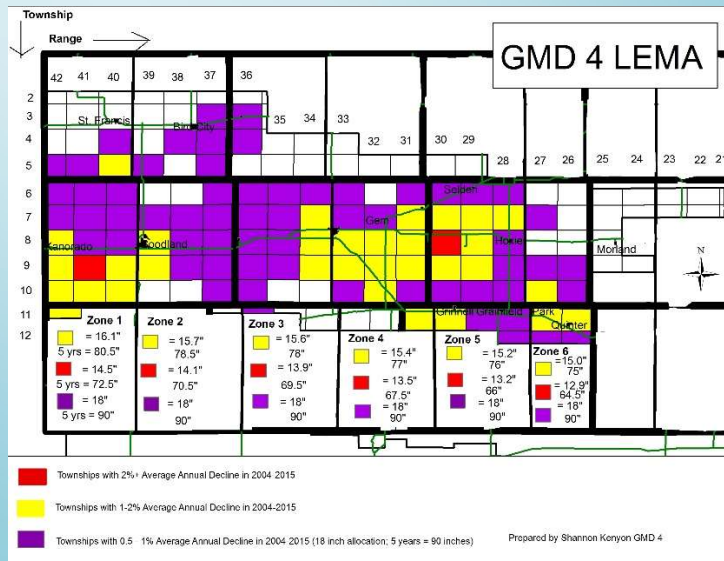 Township
Range
GMD 4 LEMA
42 41 40 39 38 37 36
35 34 33
32 31 30 29
28 27 26 25 24 23 22 21
2
3
4
5
6
7
8
9
10
11
12
St. Francis
Bird City
Selden
Gem
Kanorado
Goodland
Hoxie
Morland
N
Grinnell Grainfield Park
Quinter
Zone 1
= 16.1"
5 yrs = 80.5"
= 14.5"
5 yrs = 72.5"
= 18"
5 yrs = 90"
Zone 2
= 15.7"
78.5"
= 14.1"
70.5"
= 18"
90"
Zone 3
= 15.6"
78"
= 13.9"
69.5"
= 18"
90"
Zone 4
= 15.4"
77"
= 13.5"
67.5"
= 18"
90"
Zone 5
= 15.2"
76"
= 13.2"
66"
= 18"
90"
Zone 6
= 15.0"
75"
= 12.9"
64.5"
= 18"
90"
Townships with 2%+ Average Annual Decline in 2004-2015
Townships with 1-2% Average Annual Decline in 2004-2015
Townships with 0.5 - 1% Average Annual Decline in 2004-2015 (18 inch allocation; 5 years = 90 inches)
Prepared by Shannon Kenyon GMD 4